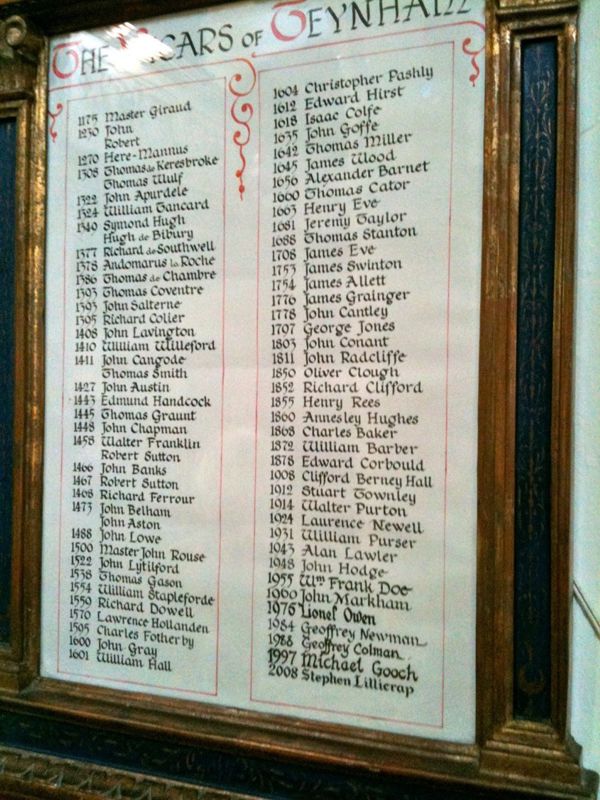 The Vicars of Teynham
1175 Master Giraud
1230 John
Robert
1270 Here-Mannus
1308 Thomas de Keresbroke
Thomas Wulf
1322 John Apurdele
1324 William Tancard
1340 Symond Hugh
Hugh de Bibury
1377 Richard de Southwell
1378 Andomarus la Roche
1386 Thomas de Chambre
1393 Thomas Coventre
1393 John Salterne
1395 Richard Colier
1408 John Lavington
1410 William Willeford
1411 John Cangode
Thomas Smith
1427 John Austin
1443 Edmund Handcock
1445 Thomas Graunt
1448 John Chapman
1458 Walter Franklin
Robert Sutton
1466 John Banks
1467 Robert Sutton
1468 Richard Ferrour
1473 John Belham
John Aston
1488 John Lowe
1500 Master John Rouse
1522 John Lytilford
1538 Thomas Gason
1554 William Stapleforde
1559 Richard Dowell
1570 Lawrence Hollanden
1595 Charles Fotherby
1600 John Gray
1601 William Hall
1604 Christopher Pashly
1612 Edward Hirst
1618 Isaac Colfe
1635 John Goffe
1642 Thomas Miller
1645 James Wood
1656 Alexander Barnet
1660 Thomas Cator
1663 Henry Eve
1681 Jeremy Taylor
1688 Thomas Stanton
1708 James Eve
1753 James Swinton
1754 James Allett
1776 James Grainger
1778 John Cantley
1797 George Jones
1803 John Conant
1811 John Radcliffe
1850 Oliver Clough
1852 Richard Clifford
1855 Henry Rees
1860 Annesley Hughes
1868 Charles Baker
1872 William Barber
1878 Edward Corbould
1908 Clifford Berney Hall
1912 Stuart Townley
1914 Walter Purton
1924 Laurence Newell
1931 William Purser
1943 Alan Lawler
1948 John Hodge
1955 Wm Frank Doe
1960 John Markham
1976 Lionel Owen
1984 Geoffrey Newman
1988 Geoffrey Colman
1997 Michael Gooch
2008 Stephen Lillicrap